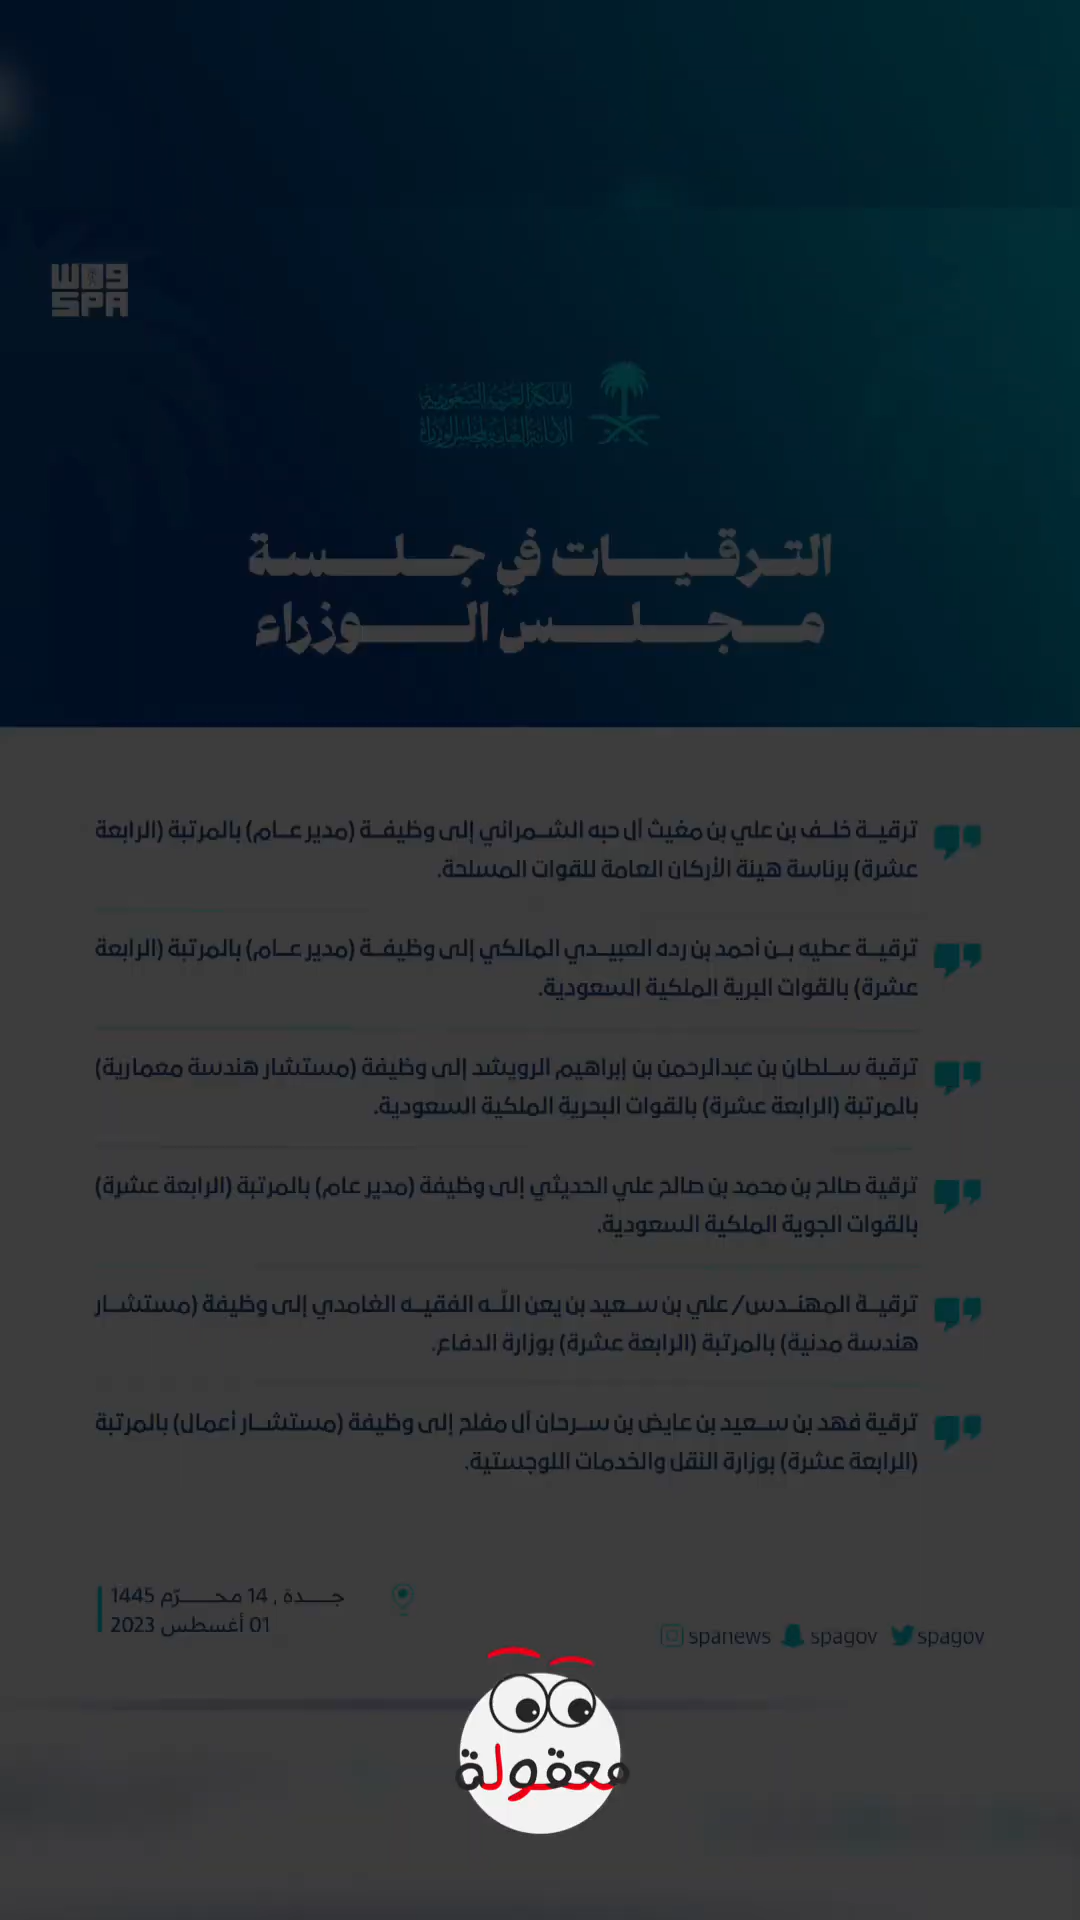 واس
SPA
المملكة العربية السعودية
الأمانة العامة لمجلس الوزراء
الترقيات في جلسة
مجلس الوزراء
ترقية خلف بن علي بن مغيث آل حبه الشمراني إلى وظيفة (مدير عام) بالمرتبة (الرابعة
عشرة) برئاسة هيئة الأركان العامة للقوات المسلحة.
ترقية عطيه بن أحمد بن رده العبيدي المالكي إلى وظيفة (مدير عام) بالمرتبة (الرابعة
عشرة) بالقوات البرية الملكية السعودية.
ترقية سلطان بن عبدالرحمن بن إبراهيم الرويشد إلى وظيفة (مستشار هندسة معمارية)
بالمرتبة (الرابعة عشرة) بالقوات البحرية الملكية السعودية.
ترقية صالح بن محمد بن صالح علي الحديثي إلى وظيفة (مدير عام) بالمرتبة (الرابعة عشرة)
بالقوات الجوية الملكية السعودية.
ترقية المهندس/ علي بن سعيد بن يعن الله الفقيه الغامدي إلى وظيفة (مستشار
هندسة مدنية) بالمرتبة (الرابعة عشرة) بوزارة الدفاع.
ترقية فهد بن سعيد بن عايض بن سرحان آل مفلح إلى وظيفة (مستشار أعمال) بالمرتبة
(الرابعة عشرة) بوزارة النقل والخدمات اللوجستية.
جدة , 14 محرّم 1445
01 أغسطس 2023
spanews spagov spagov
معقولة